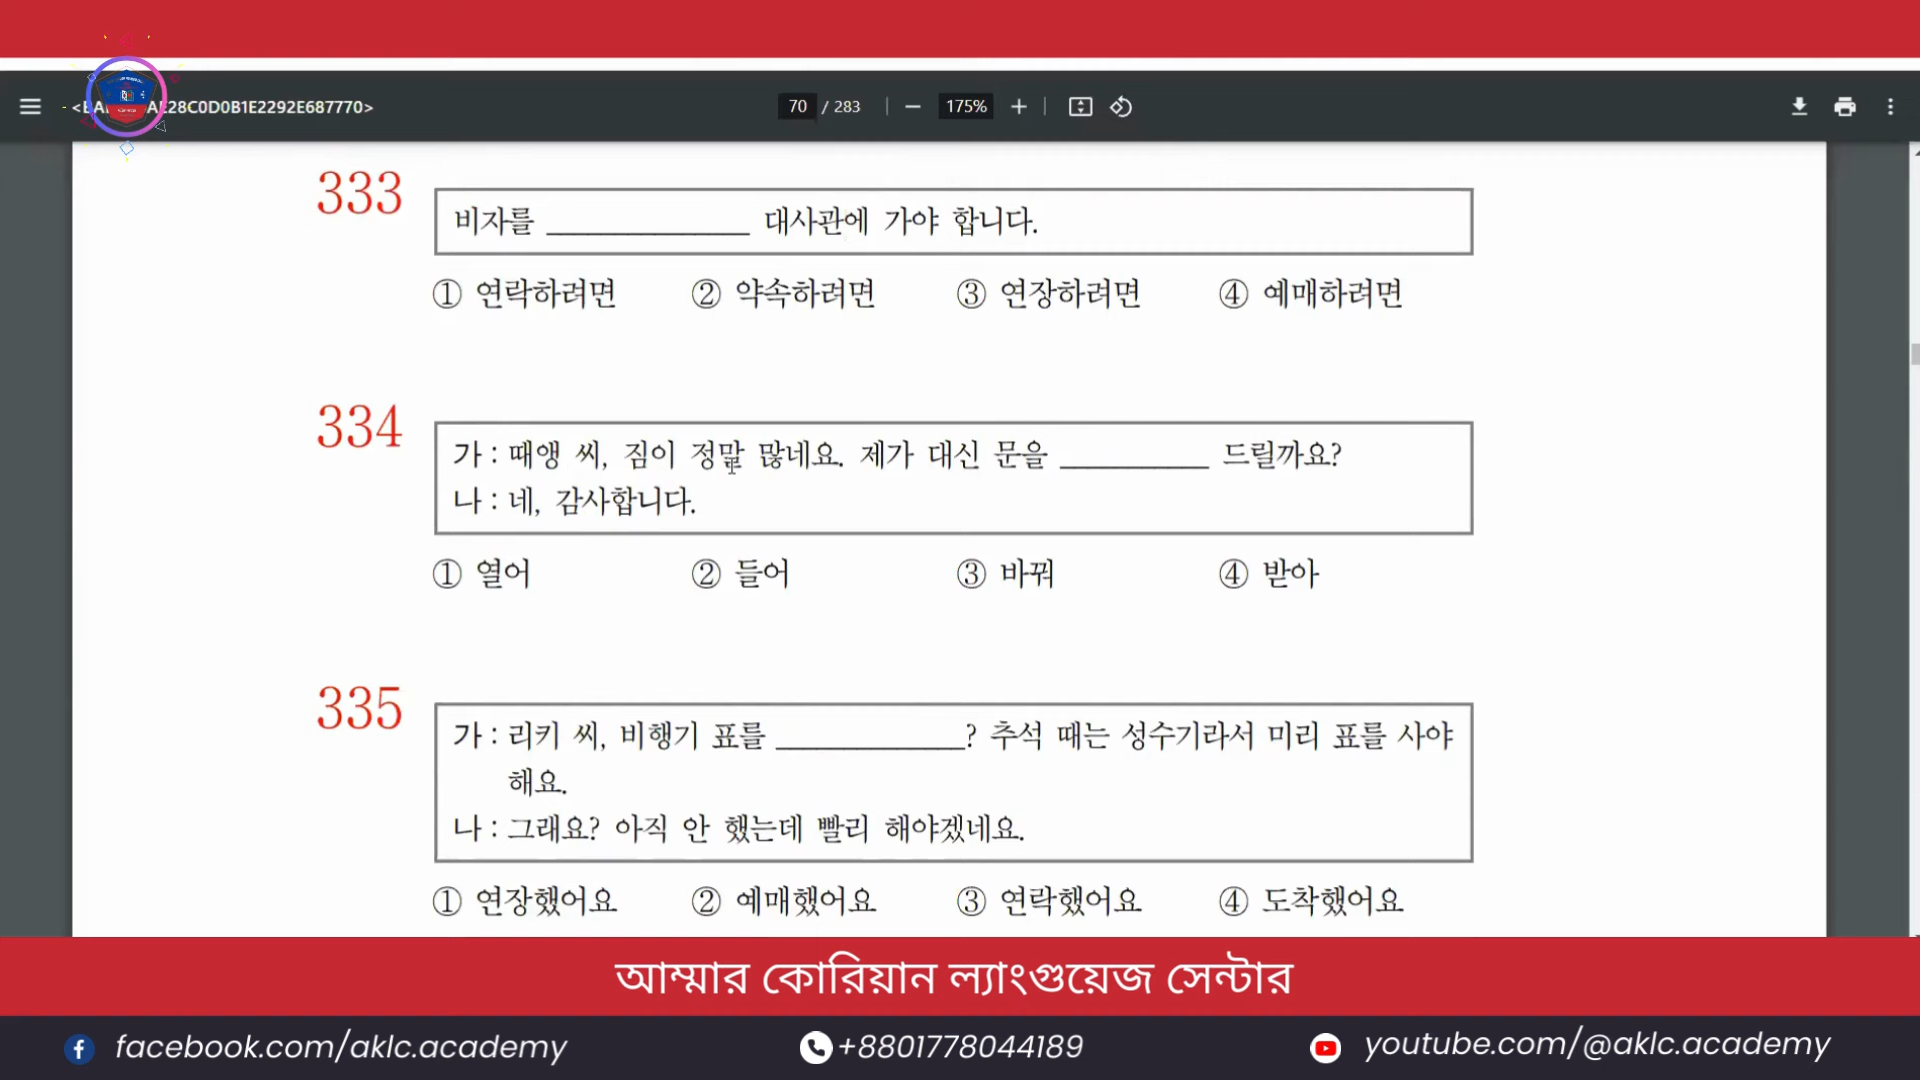 AE28C0D0B1E2292E687770>
70 / 283
175%
333
비자를 ______________ 대사관에 가야 합니다.
① 연락하려면 ② 약속하려면 ③ 연장하려면 ④ 예매하려면
334
가 : 때앵 씨, 짐이 정말 많네요. 제가 대신 문을 __________ 드릴까요?
나 : 네, 감사합니다.
① 열어 ② 들어 ③ 바꿔 ④ 받아
335
가 : 리키 씨, 비행기 표를 _____________? 추석 때는 성수기라서 미리 표를 사야
해요.
나 : 그래요? 아직 안 했는데 빨리 해야겠네요.
① 연장했어요 ② 예매했어요 ③ 연락했어요 ④ 도착했어요
আম্মার কোরিয়ান ল্যাংগুয়েজ সেন্টার
facebook.com/aklc.academy
+8801778044189
youtube.com/@aklc.academy